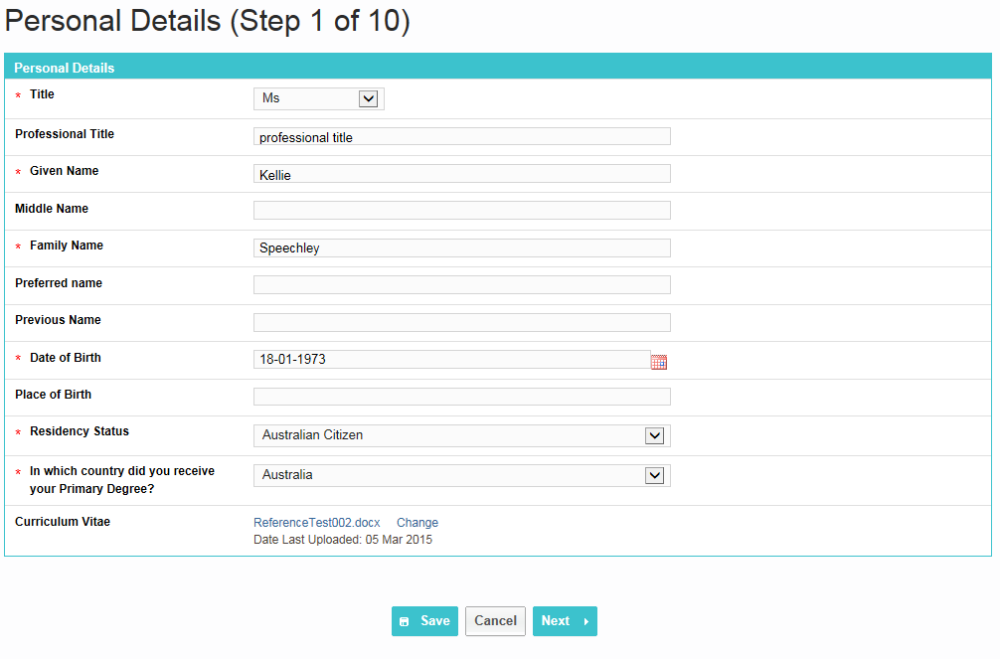 Personal Details (Step 1 of 10)
Personal Details
* Title Ms
Professional Title professional title
* Given Name Kellie
Middle Name
* Family Name Speechley
Preferred name
Previous Name
* Date of Birth 18-01-1973
Place of Birth
* Residency Status Australian Citizen
* In which country did you receive Australia
your Primary Degree?
Curriculum Vitae ReferenceTest002.docx Change
Date Last Uploaded: 05 Mar 2015
Save Cancel Next